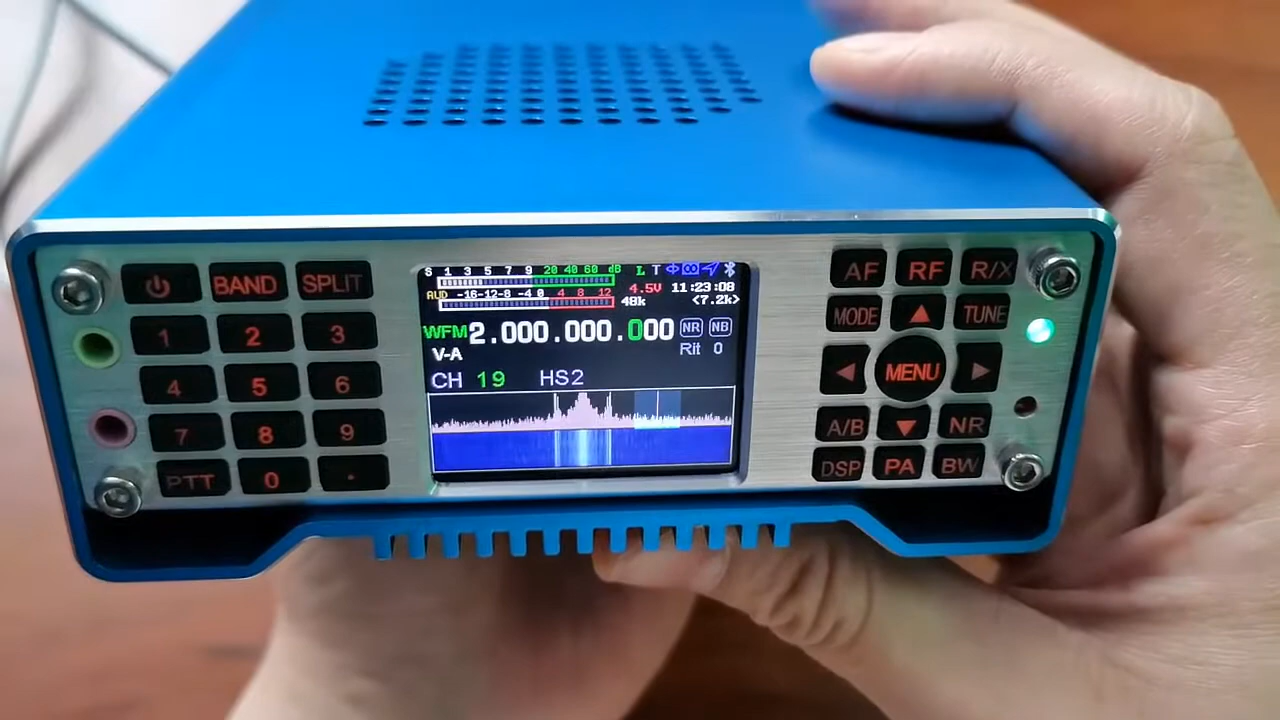 BAND SPLIT
1 2 3
4 5 6
7 8 9
PTT 0 .
S 1 3 5 7 9 20 40 60 dB L T
AUD -16-12-8 -4 0 4 8 12 4.5V 11:23:08
48k <7.2k>
WFM 2.000.000.000 NR NB
V-A Rit 0
CH 19 HS2
AF RF R/X
MODE TUNE
MENU
A/B NR
DSP PA BW